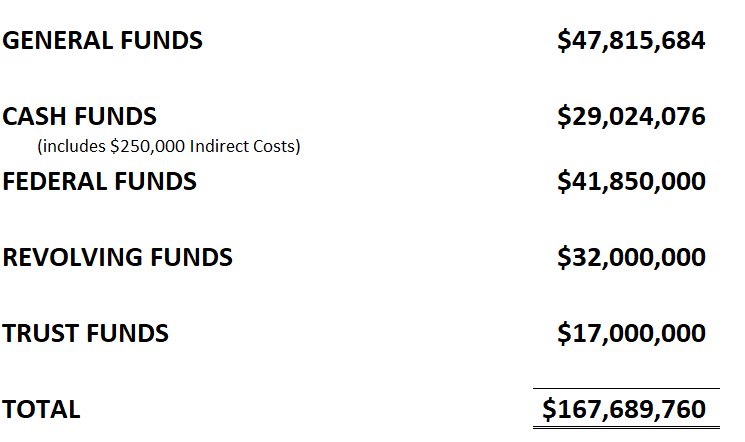 GENERAL FUNDS $47,815,684
CASH FUNDS $29,024,076
(includes $250,000 Indirect Costs)
FEDERAL FUNDS $41,850,000
REVOLVING FUNDS $32,000,000
TRUST FUNDS $17,000,000
TOTAL $167,689,760